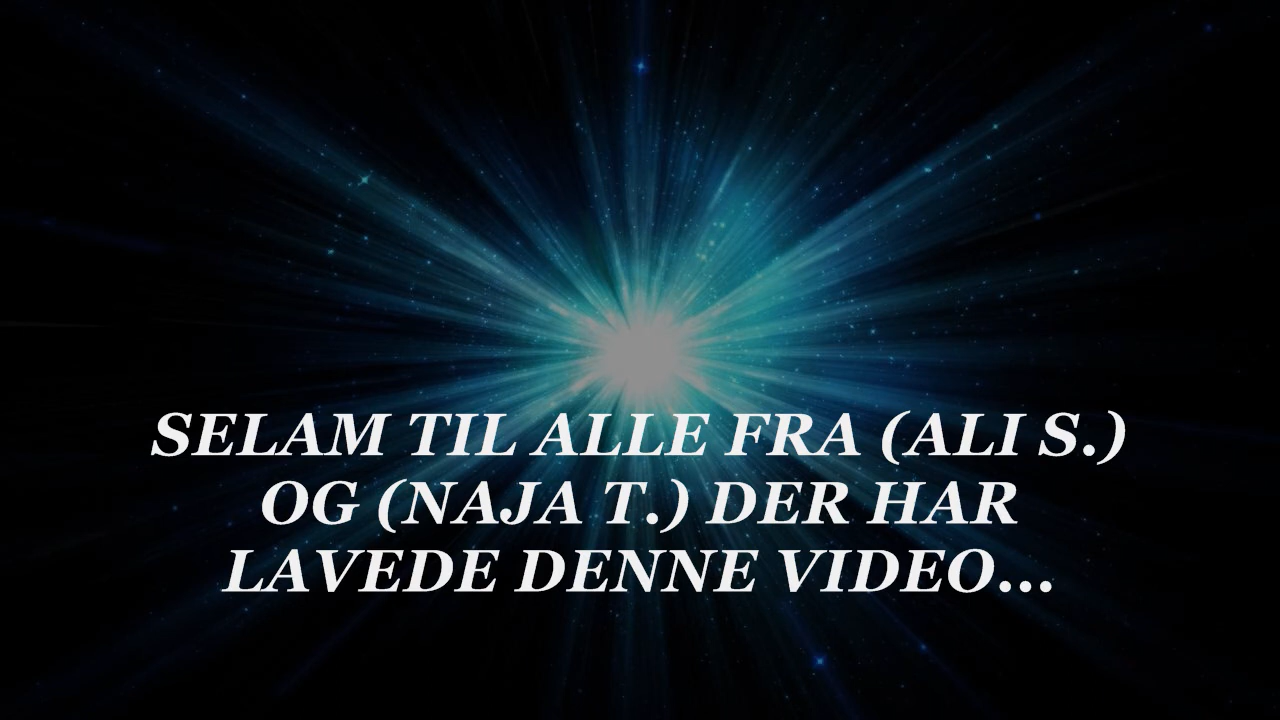 SELAM TIL ALLE FRA (ALI S.)
OG (NAJA T.) DER HAR
LAVEDE DENNE VIDEO...